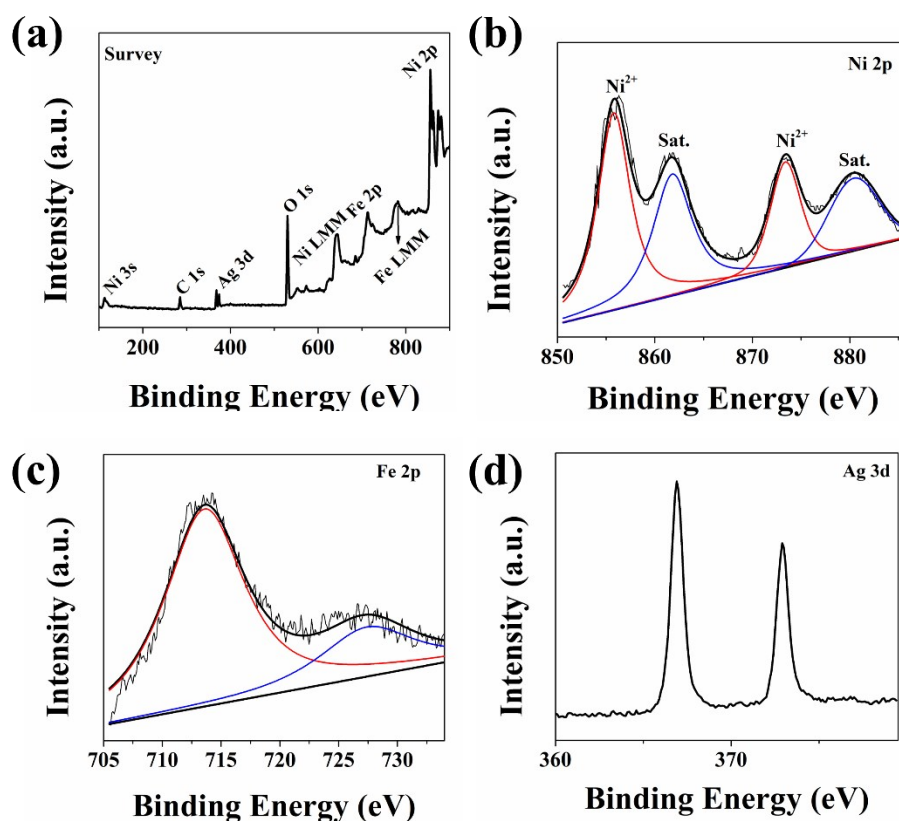 (a)
Survey
Ni 3s
C 1s
Ag 3d
O 1s
Ni LMM
Fe 2p
Fe LMM
Ni 2p
Intensity (a.u.)
200 400 600 800
Binding Energy (eV)
(b)
Ni 2p
Ni²⁺
Sat.
Ni²⁺
Sat.
Intensity (a.u.)
850 860 870 880
Binding Energy (eV)
(c)
Fe 2p
Intensity (a.u.)
705 710 715 720 725 730
Binding Energy (eV)
(d)
Ag 3d
Intensity (a.u.)
360 370
Binding Energy (eV)